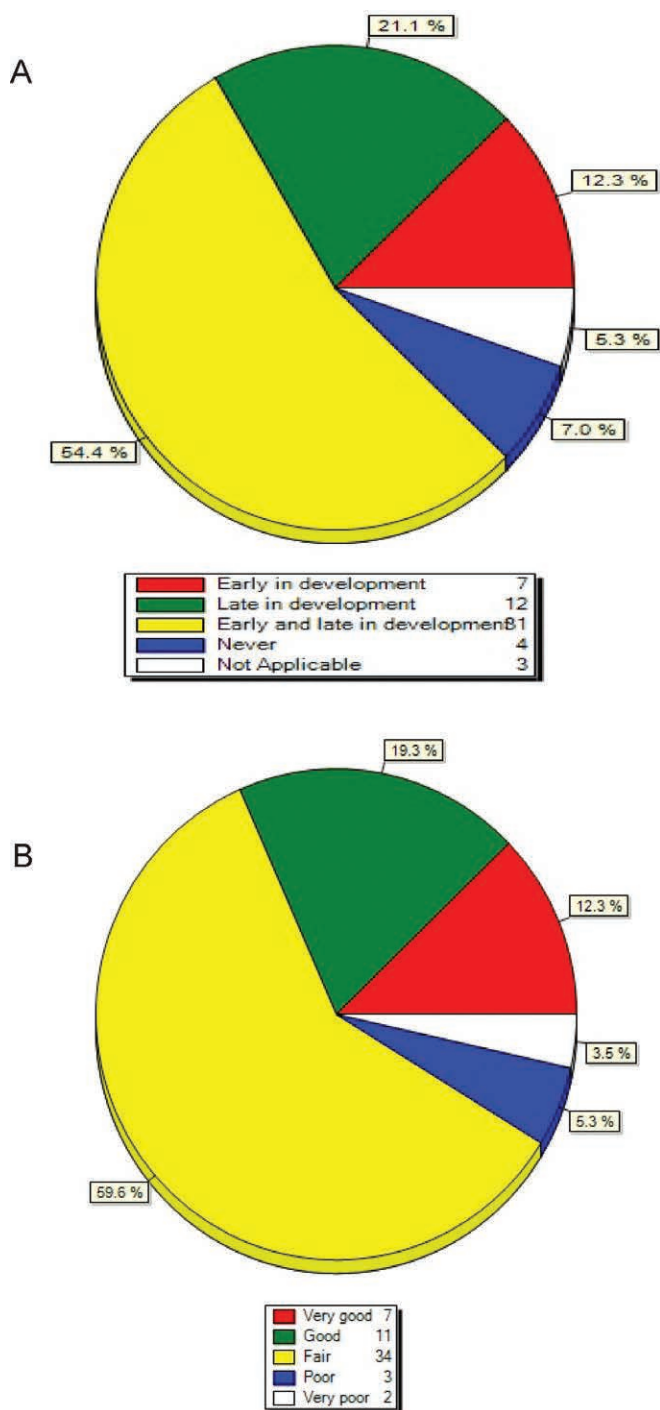 A
21.1 %
12.3 %
5.3 %
7.0 %
54.4 %
Early in development 7
Late in development 12
Early and late in development 31
Never 4
Not Applicable 3
B
19.3 %
12.3 %
3.5 %
5.3 %
59.6 %
Very good 7
Good 11
Fair 34
Poor 3
Very poor 2